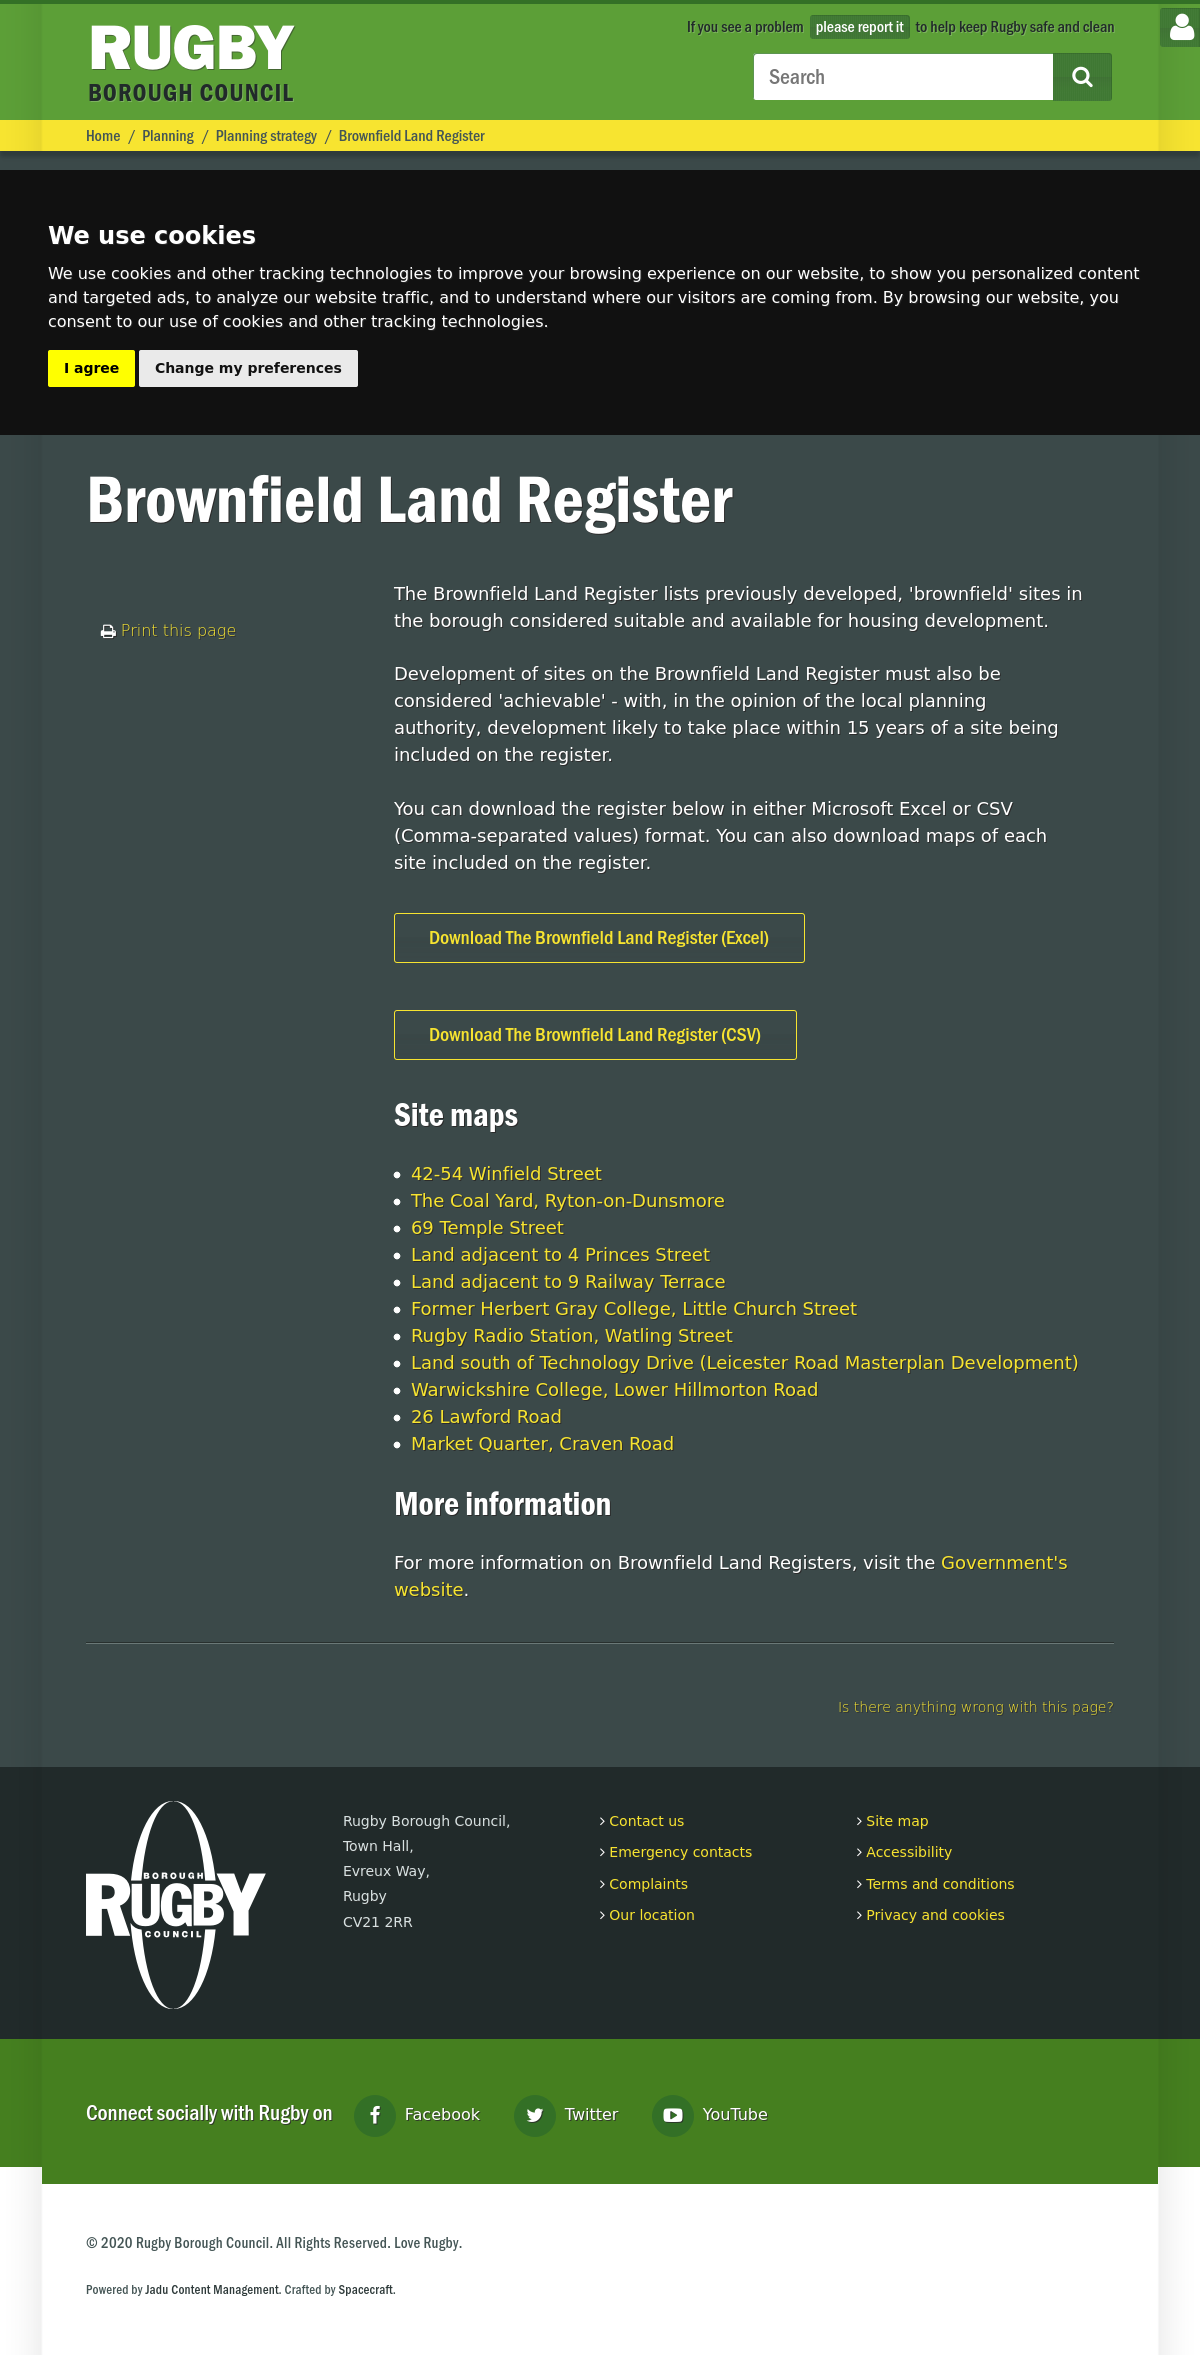 RUGBY
BOROUGH COUNCIL
If you see a problem please report it to help keep Rugby safe and clean
Search
Home / Planning / Planning strategy / Brownfield Land Register
We use cookies
We use cookies and other tracking technologies to improve your browsing experience on our website, to show you personalized content
and targeted ads, to analyze our website traffic, and to understand where our visitors are coming from. By browsing our website, you
consent to our use of cookies and other tracking technologies.
I agree Change my preferences
Brownfield Land Register
Print this page
The Brownfield Land Register lists previously developed, 'brownfield' sites in
the borough considered suitable and available for housing development.
Development of sites on the Brownfield Land Register must also be
considered 'achievable' - with, in the opinion of the local planning
authority, development likely to take place within 15 years of a site being
included on the register.
You can download the register below in either Microsoft Excel or CSV
(Comma-separated values) format. You can also download maps of each
site included on the register.
Download The Brownfield Land Register (Excel)
Download The Brownfield Land Register (CSV)
Site maps
42-54 Winfield Street
The Coal Yard, Ryton-on-Dunsmore
69 Temple Street
Land adjacent to 4 Princes Street
Land adjacent to 9 Railway Terrace
Former Herbert Gray College, Little Church Street
Rugby Radio Station, Watling Street
Land south of Technology Drive (Leicester Road Masterplan Development)
Warwickshire College, Lower Hillmorton Road
26 Lawford Road
Market Quarter, Craven Road
More information
For more information on Brownfield Land Registers, visit the Government's
website.
Is there anything wrong with this page?
BOROUGH
RUGBY
COUNCIL
Rugby Borough Council,
Town Hall,
Evreux Way,
Rugby
CV21 2RR
Contact us
Emergency contacts
Complaints
Our location
Site map
Accessibility
Terms and conditions
Privacy and cookies
Connect socially with Rugby on Facebook Twitter YouTube
© 2020 Rugby Borough Council. All Rights Reserved. Love Rugby.
Powered by Jadu Content Management. Crafted by Spacecraft.